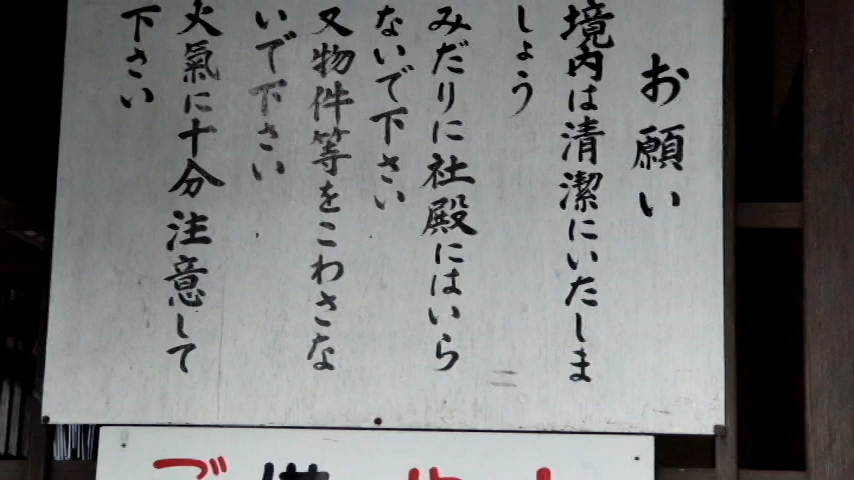 お願い
境内は清潔にいたしま
しょう
みだりに社殿にはいら
ないで下さい
又物件等をこわさな
いで下さい
火氣に十分注意して
下さい